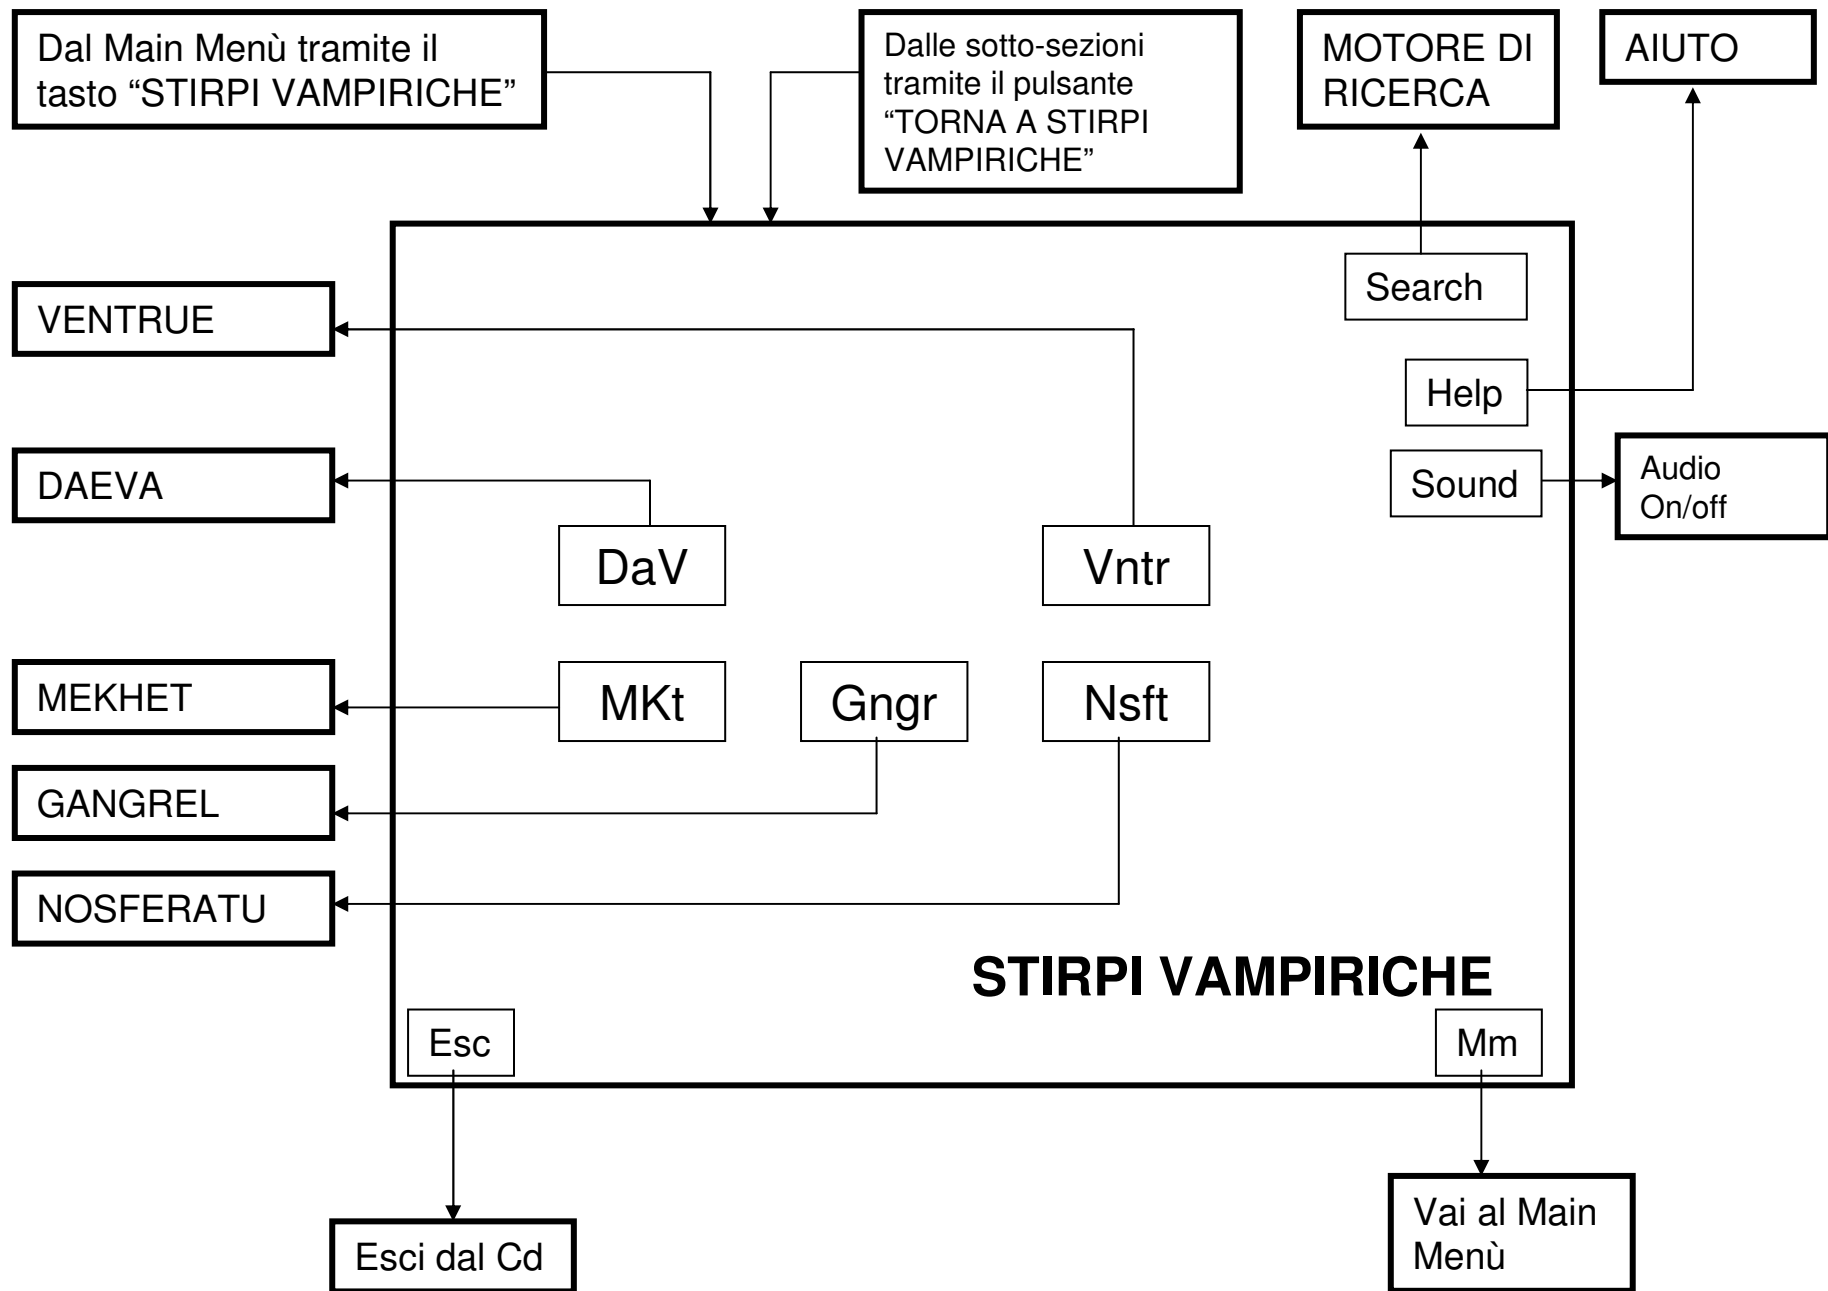 Dal Main Menù tramite il
tasto “STIRPI VAMPIRICHE”
Dalle sotto-sezioni
tramite il pulsante
“TORNA A STIRPI
VAMPIRICHE”
MOTORE DI
RICERCA
AIUTO
Search
VENTRUE
Help
DAEVA
Sound
Audio
On/off
DaV
Vntr
MEKHET
MKt
Gngr
Nsft
GANGREL
NOSFERATU
STIRPI VAMPIRICHE
Esc
Mm
Esci dal Cd
Vai al Main
Menù